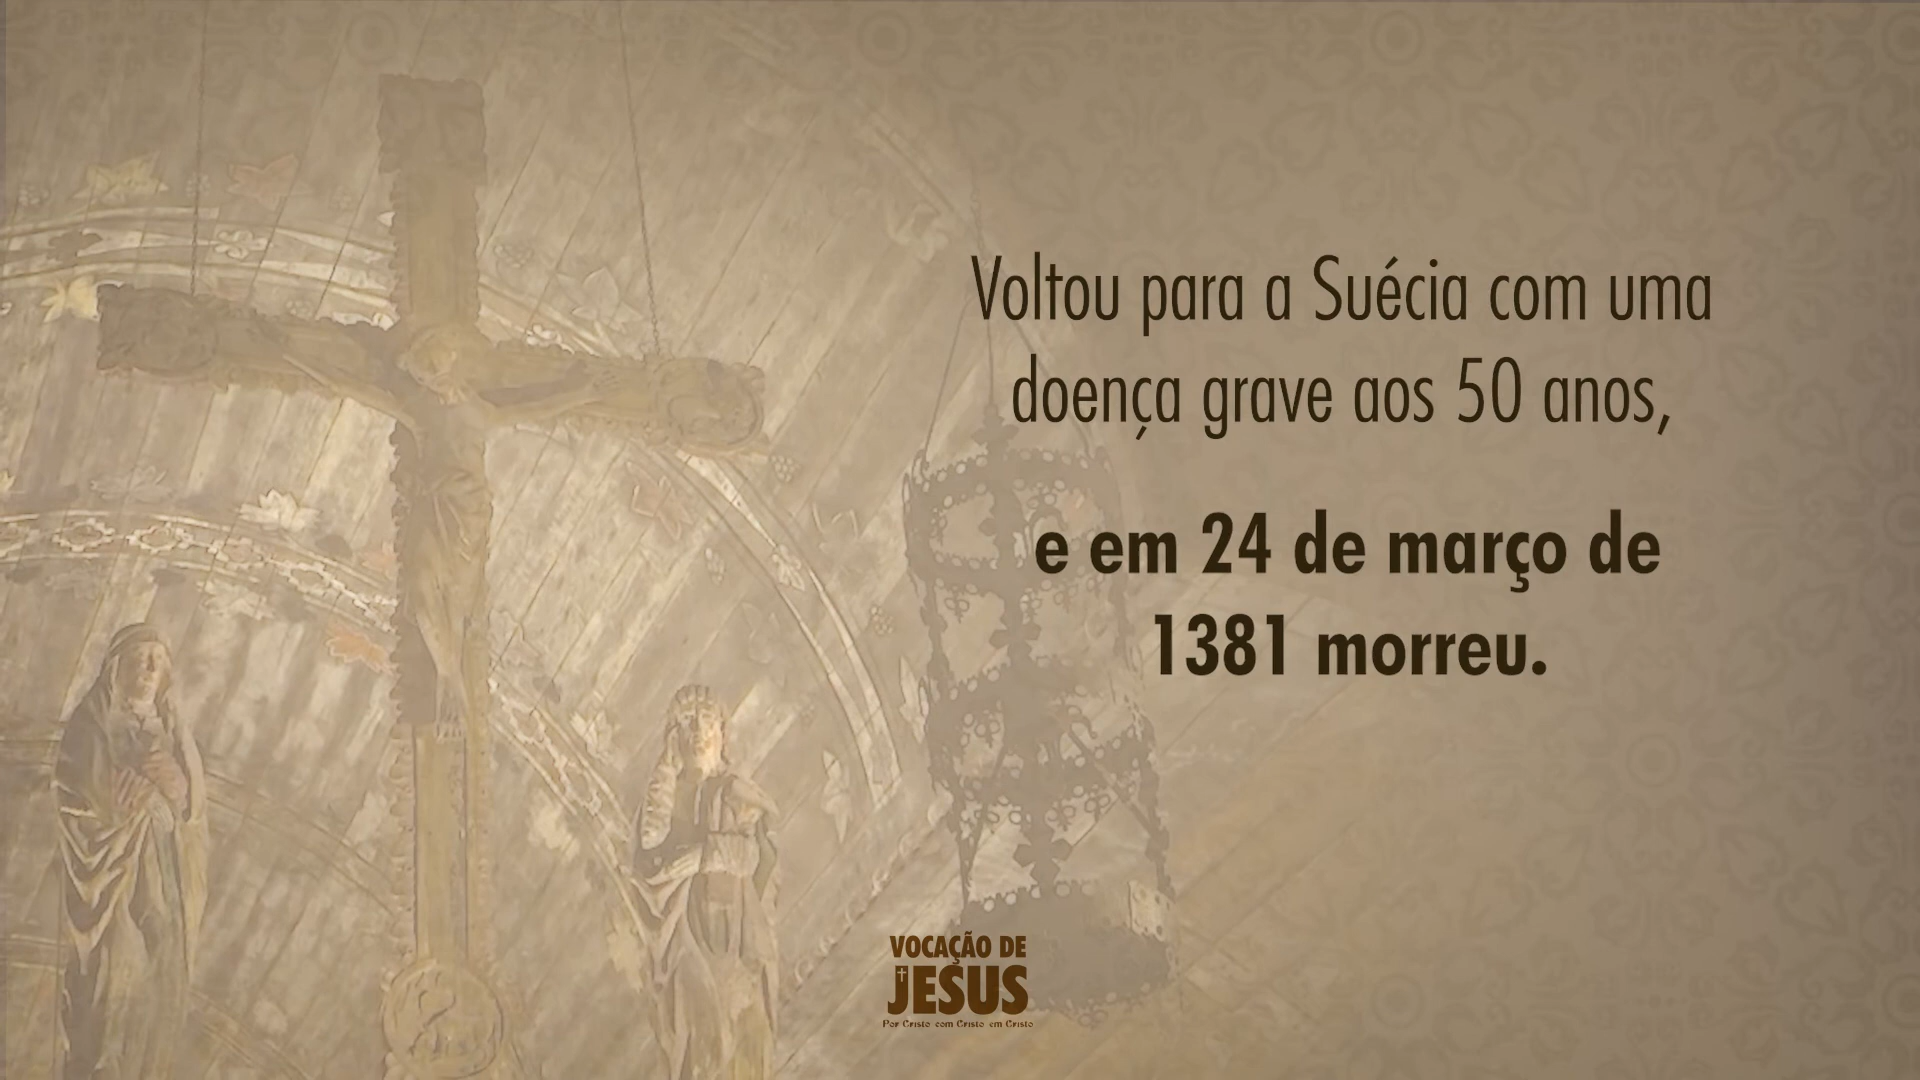 Voltou para a Suécia com uma
doença grave aos 50 anos,
e em 24 de março de
1381 morreu.
VOCAÇÃO DE
JESUS
Por Cristo com Cristo em Cristo